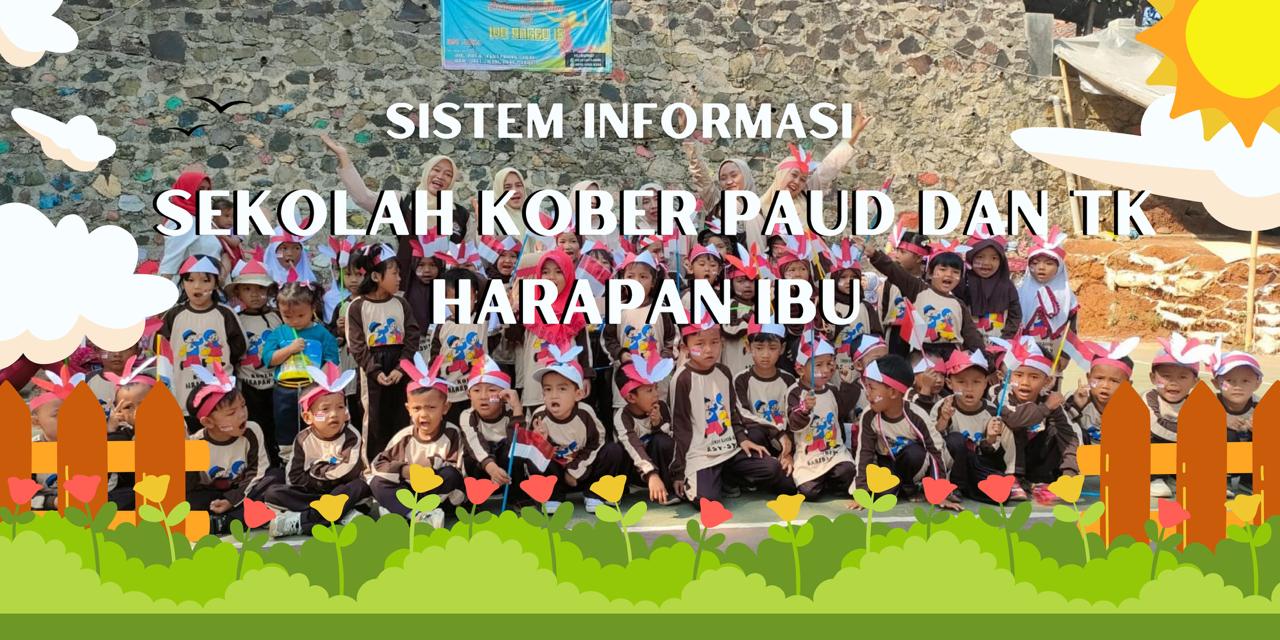 SISTEM INFORMASI
SEKOLAH KOBER PAUD DAN TK
HARAPAN IBU